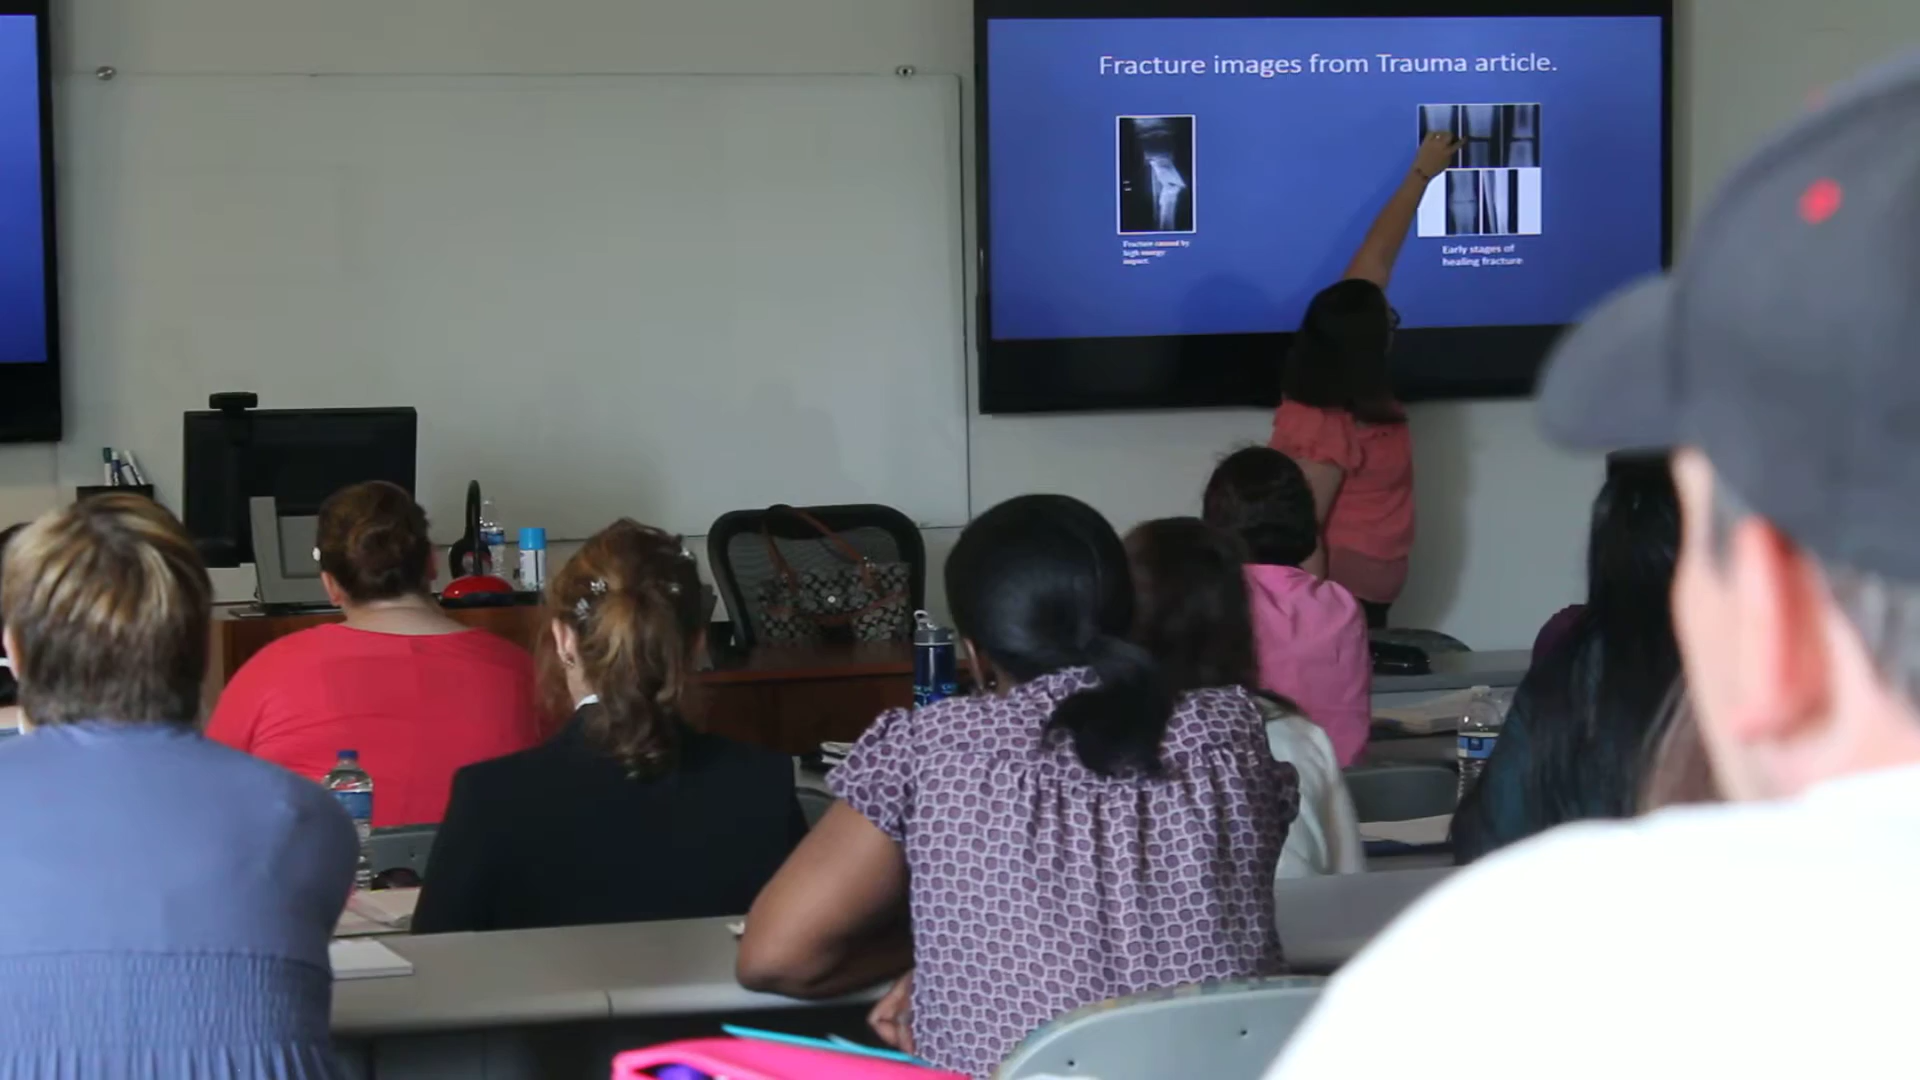 Fracture images from Trauma article.
Fracture caused by
high energy
impact.
Early stages of
healing fracture